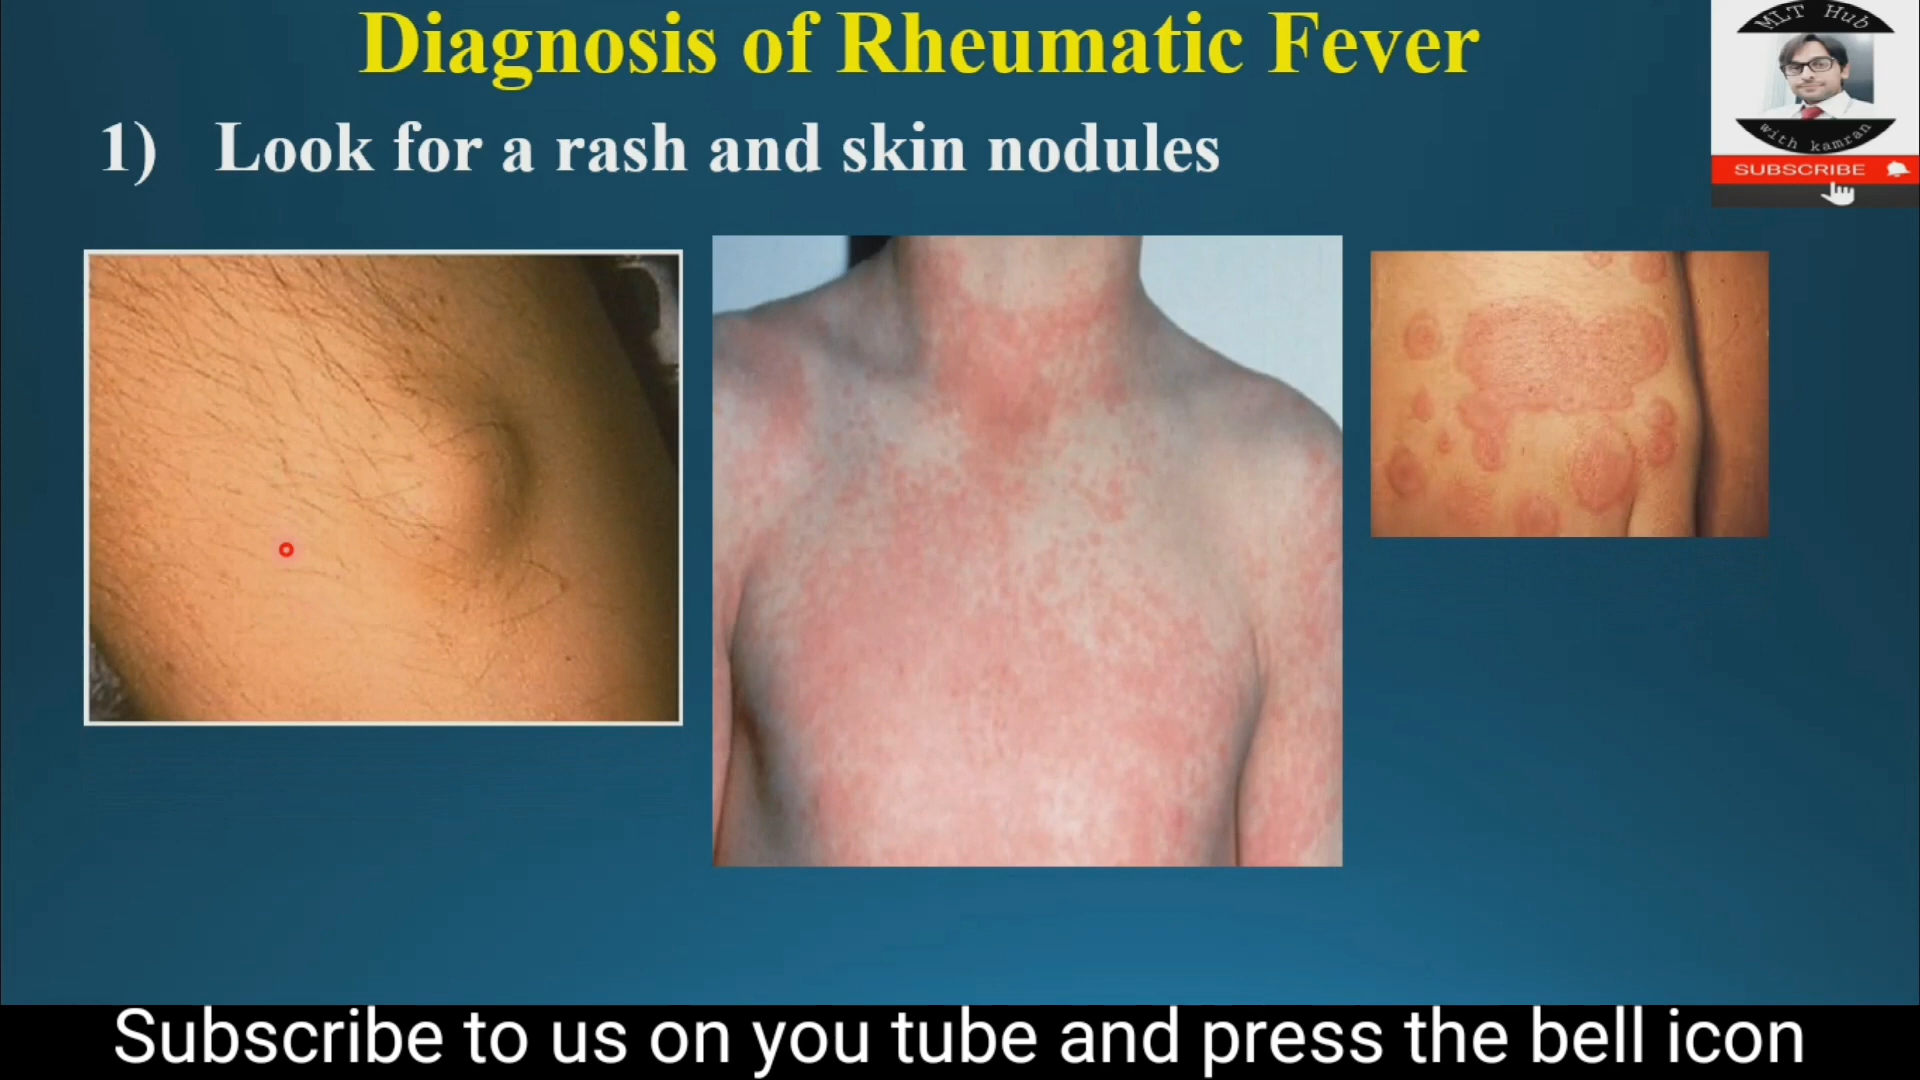 Diagnosis of Rheumatic Fever
MLT Hub
with kamran
SUBSCRIBE
1) Look for a rash and skin nodules
Subscribe to us on you tube and press the bell icon